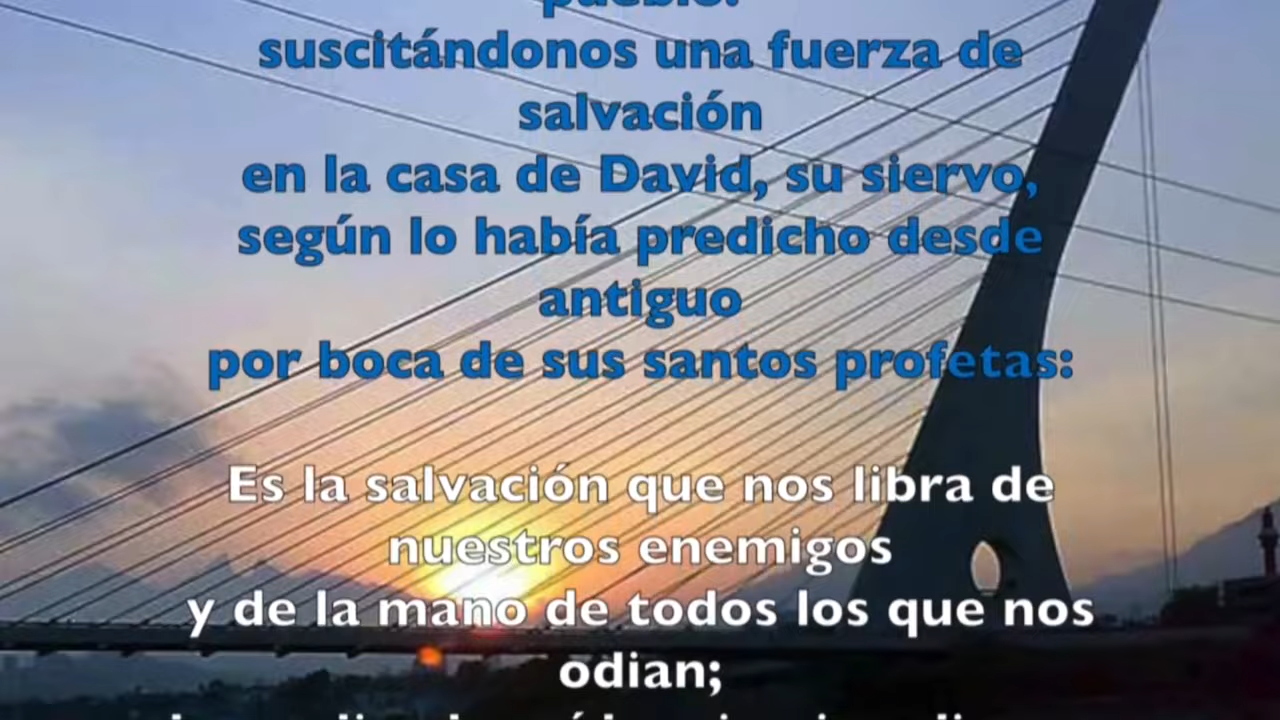 pueblo:
suscitándonos una fuerza de
salvación
en la casa de David, su siervo,
según lo había predicho desde
antiguo
por boca de sus santos profetas:
Es la salvación que nos libra de
nuestros enemigos
y de la mano de todos los que nos
odian;